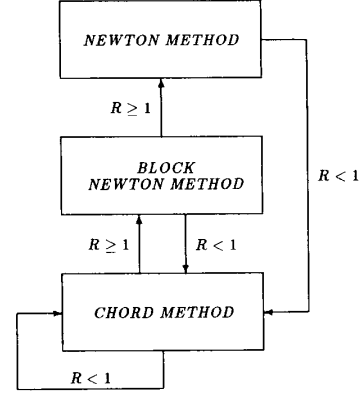 NEWTON METHOD
R ≥ 1
R < 1
BLOCK
NEWTON METHOD
R ≥ 1
R < 1
CHORD METHOD
R < 1